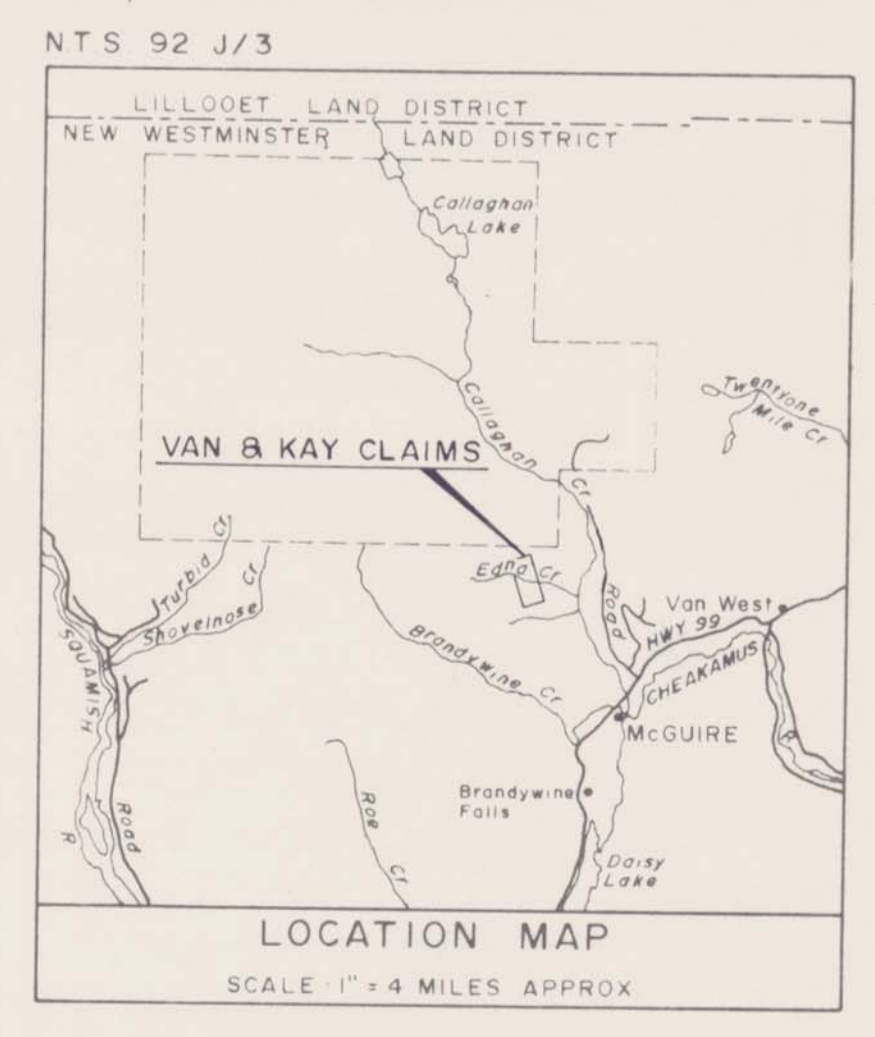 N.T.S. 92 J/3
LILLOOET LAND DISTRICT
NEW WESTMINSTER LAND DISTRICT
Callaghan
Lake
Twentyone
Mile Cr
Callaghan
Cr
VAN & KAY CLAIMS
Turbid Cr
Shovelnose Cr
Edna Cr
Road
Van West
HWY 99
CHEAKAMUS
R
Brandywine Cr
SQUAMISH
R
Road
McGUIRE
Brandywine
Falls
Roe Cr
Daisy
Lake
LOCATION MAP
SCALE · 1" = 4 MILES APPROX